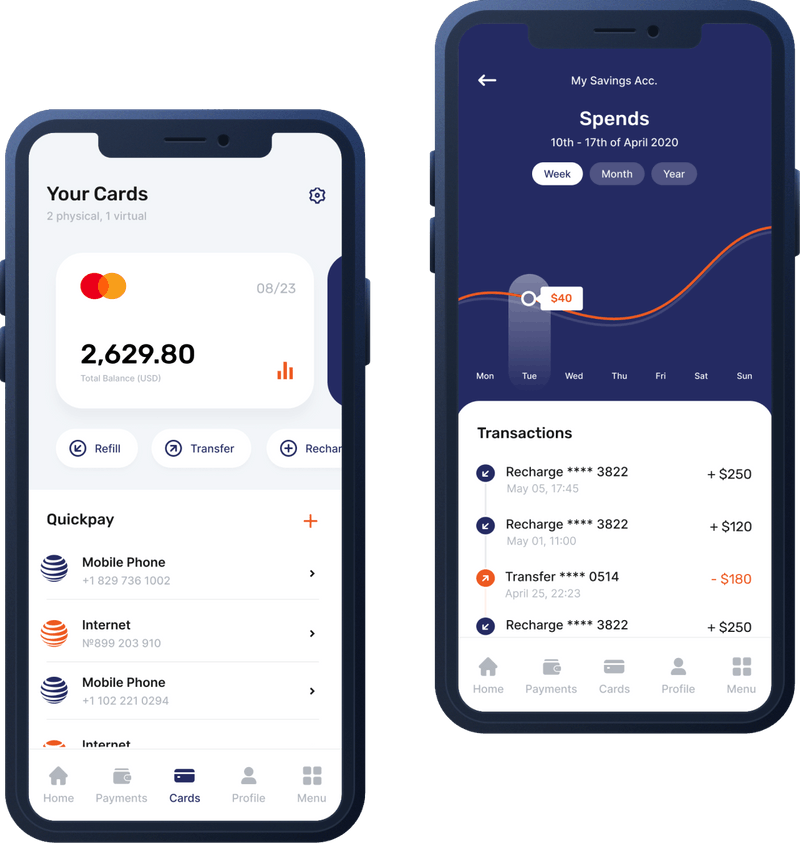 Your Cards
2 physical, 1 virtual
08/23
2,629.80
Total Balance (USD)
Refill
Transfer
Quickpay
Mobile Phone
+1 829 736 1002
Internet
№899 203 910
Mobile Phone
+1 102 221 0294
Internet
Home
Payments
Cards
Profile
Menu
My Savings Acc.
Spends
10th - 17th of April 2020
Week
Month
Year
$40
Mon
Tue
Wed
Thu
Fri
Sat
Sun
Transactions
Recharge **** 3822
+ $250
May 05, 17:45
Recharge **** 3822
+ $120
May 01, 11:00
Transfer **** 0514
- $180
April 25, 22:23
Recharge **** 3822
+ $250
Home
Payments
Cards
Profile
Menu